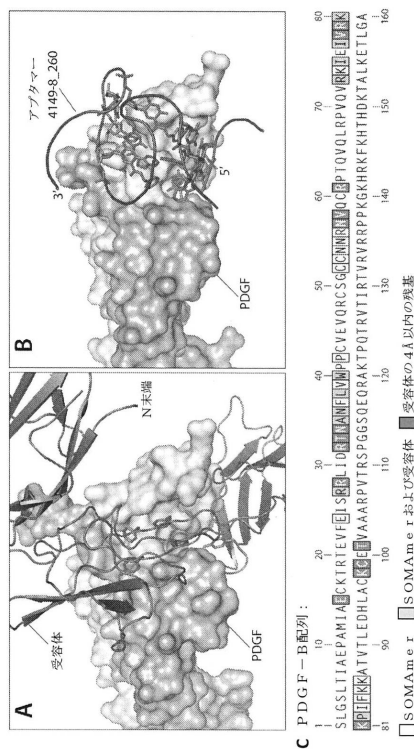 A
受容体
N末端
PDGF
B
アプタマー
4149-8_260
3'
5'
PDGF
C PDGF-B配列:
1 10 20 30 40 50 60 70 80
SLGSLTIAEPAMIAECKTRTEVFEISRRLIDRTNANFLVWPPCVEVQRCSGCCNNRNVQCRPTQVQLRPVQVRKIEIVRK
KPIFKKATVTLEDHLACKCETVAAARPVTRSPGGSQEQRAKTPQTRVTIRTVRVRRPPKGKHRKFKHTHDKTALKETLGA
81 90 100 110 120 130 140 150 160
SOMAmer SOMAmerおよび受容体 受容体の4Å以内の残基